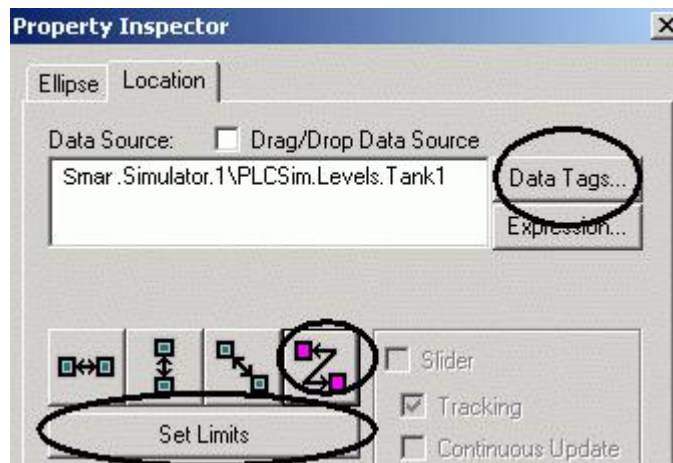 Property Inspector
Ellipse Location
Data Source: Drag/Drop Data Source
Smar.Simulator.1\PLCSim.Levels.Tank1
Data Tags...
Expression...
Slider
Tracking
Set Limits
Continuous Update